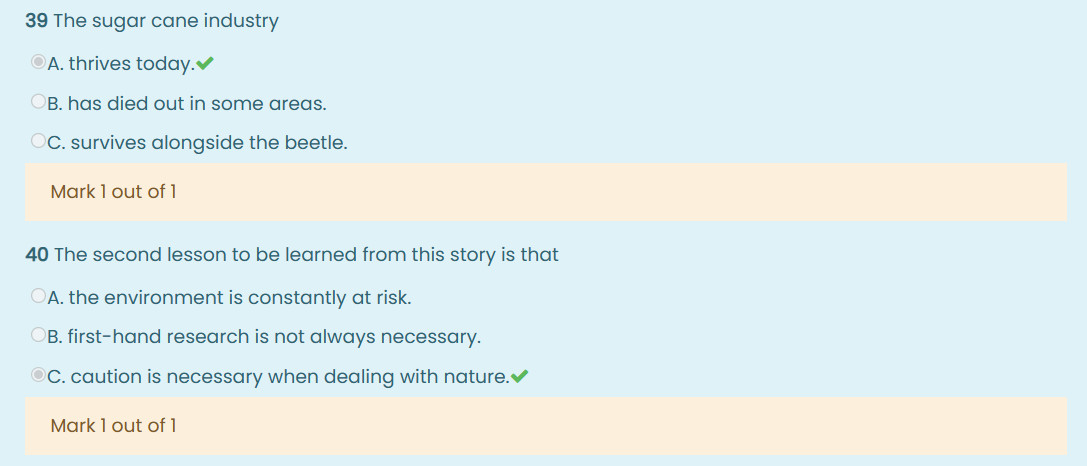 39 The sugar cane industry
A. thrives today.
B. has died out in some areas.
C. survives alongside the beetle.
Mark 1 out of 1
40 The second lesson to be learned from this story is that
A. the environment is constantly at risk.
B. first-hand research is not always necessary.
C. caution is necessary when dealing with nature.
Mark 1 out of 1